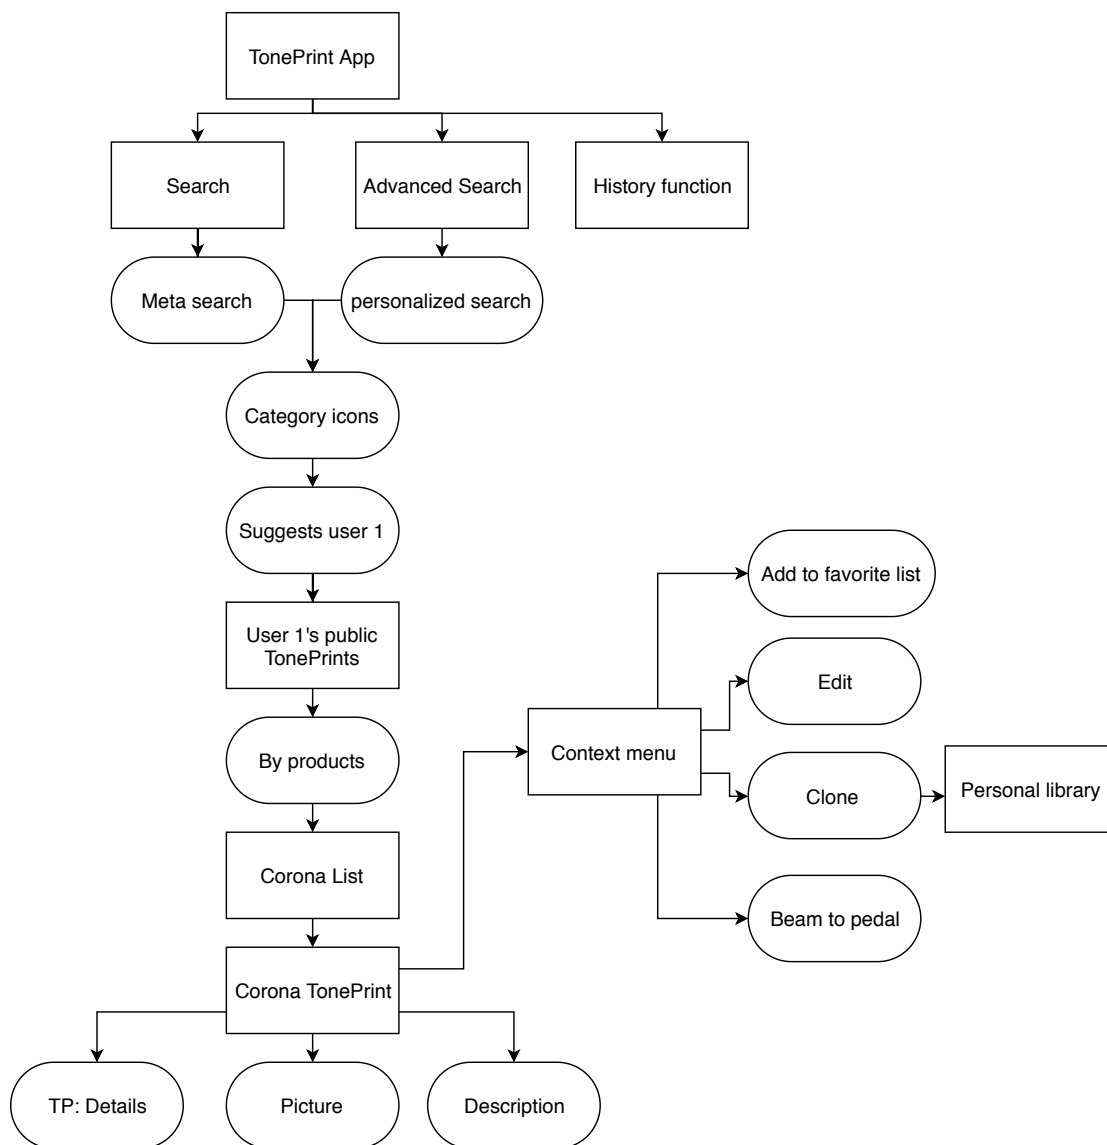 TonePrint App
Search
Advanced Search
History function
Meta search
personalized search
Category icons
Suggests user 1
Add to favorite list
User 1's public
TonePrints
Edit
By products
Context menu
Clone
Personal library
Corona List
Beam to pedal
Corona TonePrint
TP: Details
Picture
Description